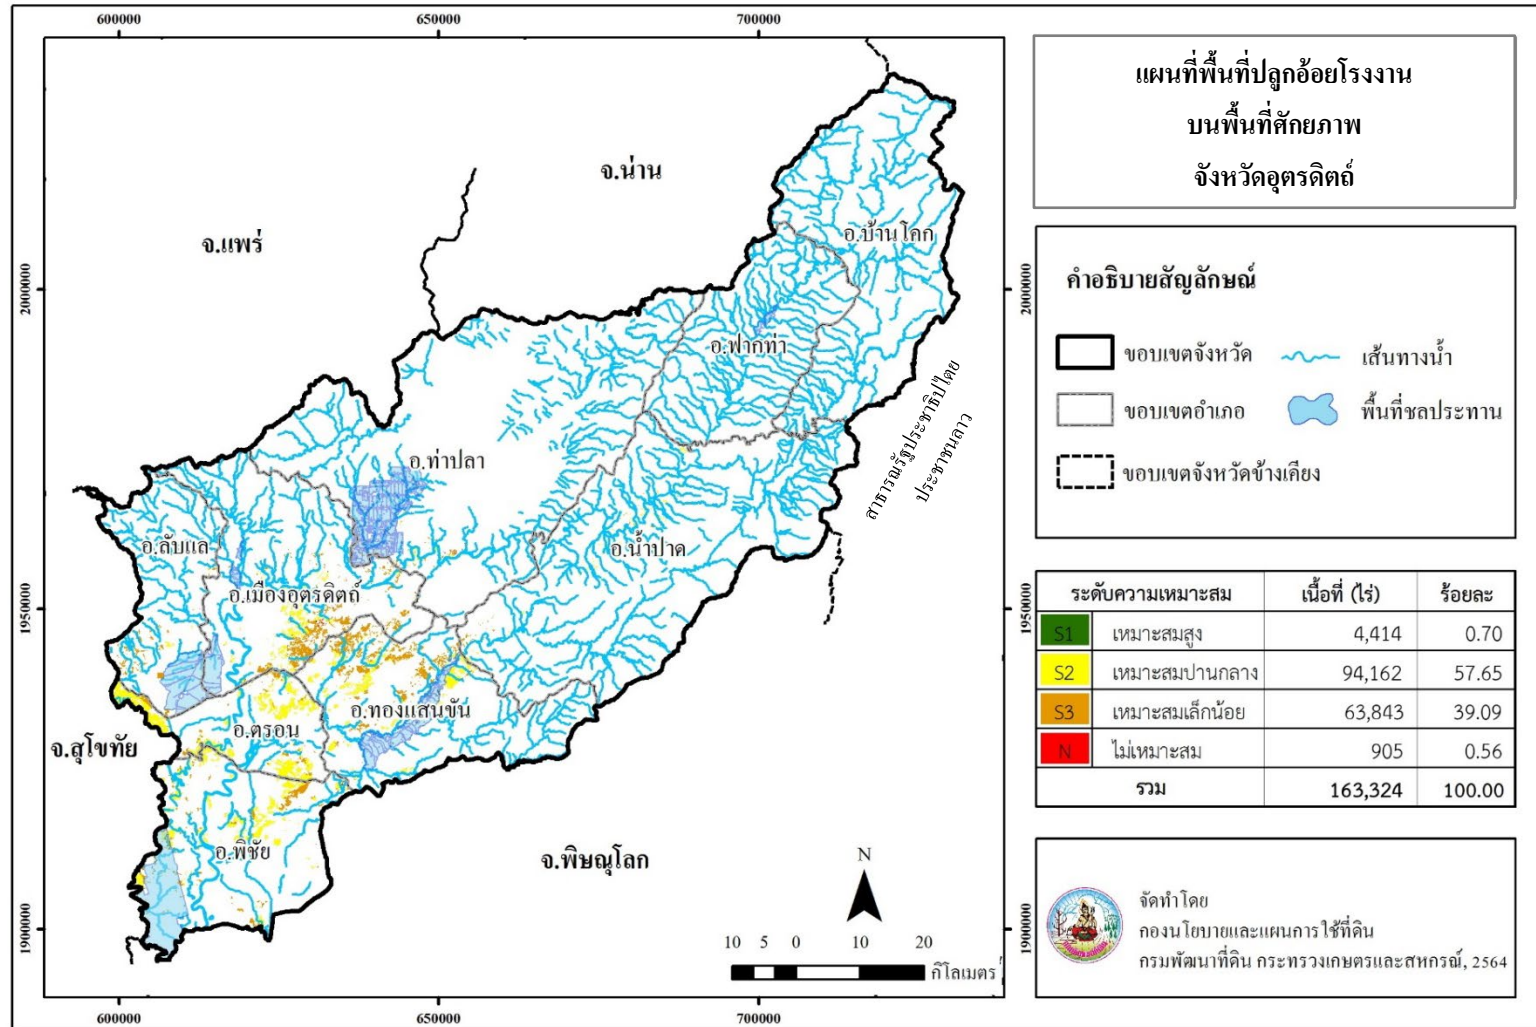 600000 650000 700000
แผนที่พื้นที่ปลูกอ้อยโรงงาน
บนพื้นที่ศักยภาพ
จังหวัดอุตรดิตถ์
จ.น่าน
จ.แพร่
อ.บ้านโคก
อ.ฟากท่า
สาธารณรัฐประชาธิปไตย
ประชาชนลาว
อ.ท่าปลา
อ.ลับแล
อ.น้ำปาด
อ.เมืองอุตรดิตถ์
อ.ทองแสนขัน
อ.ตรอน
จ.สุโขทัย
อ.พิชัย
จ.พิษณุโลก
N
10 5 0 10 20
กิโลเมตร
2000000 2000000
1950000 1950000
1900000 1900000
600000 650000 700000
คำอธิบายสัญลักษณ์
ขอบเขตจังหวัด เส้นทางน้ำ
ขอบเขตอำเภอ พื้นที่ชลประทาน
ขอบเขตจังหวัดข้างเคียง
ระดับความเหมาะสม เนื้อที่ (ไร่) ร้อยละ
S1 เหมาะสมสูง 4,414 0.70
S2 เหมาะสมปานกลาง 94,162 57.65
S3 เหมาะสมเล็กน้อย 63,843 39.09
N ไม่เหมาะสม 905 0.56
รวม 163,324 100.00
จัดทำโดย
กองนโยบายและแผนการใช้ที่ดิน
กรมพัฒนาที่ดิน กระทรวงเกษตรและสหกรณ์, 2564